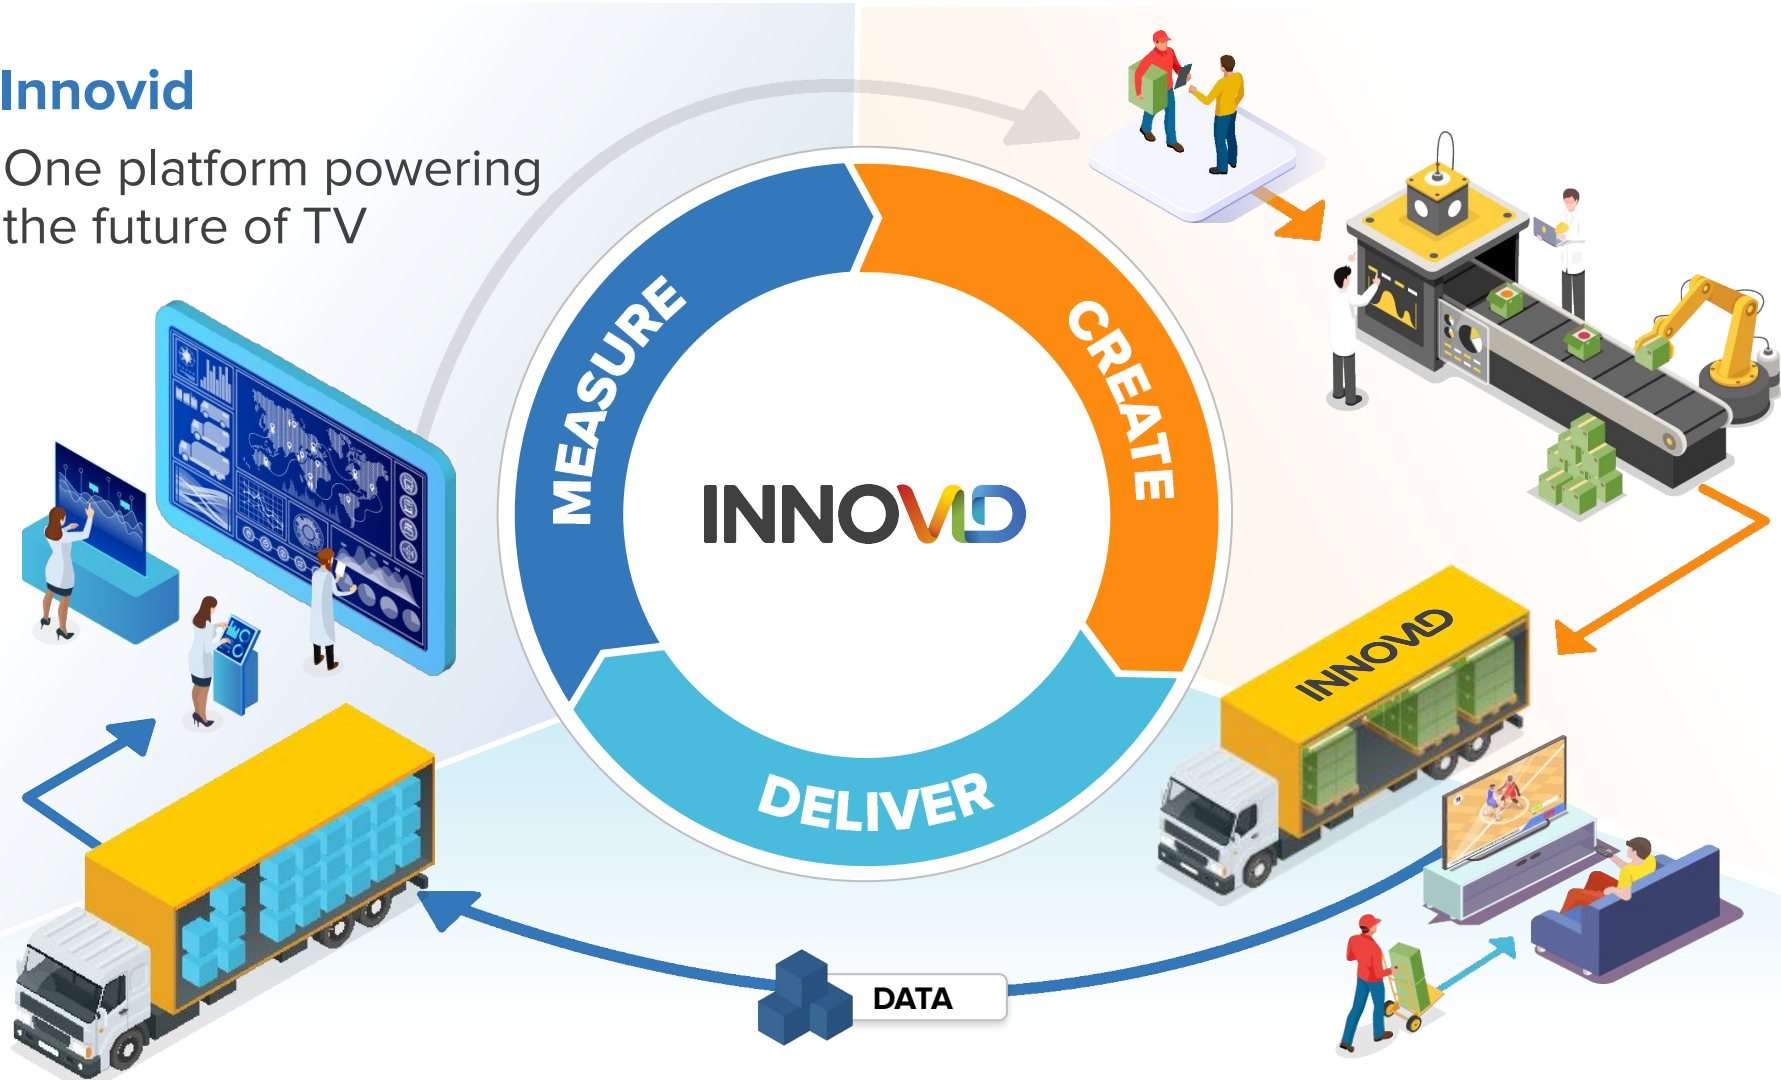 Innovid
One platform powering
the future of TV
MEASURE
CREATE
INNOVID
DELIVER
INNOVID
DATA